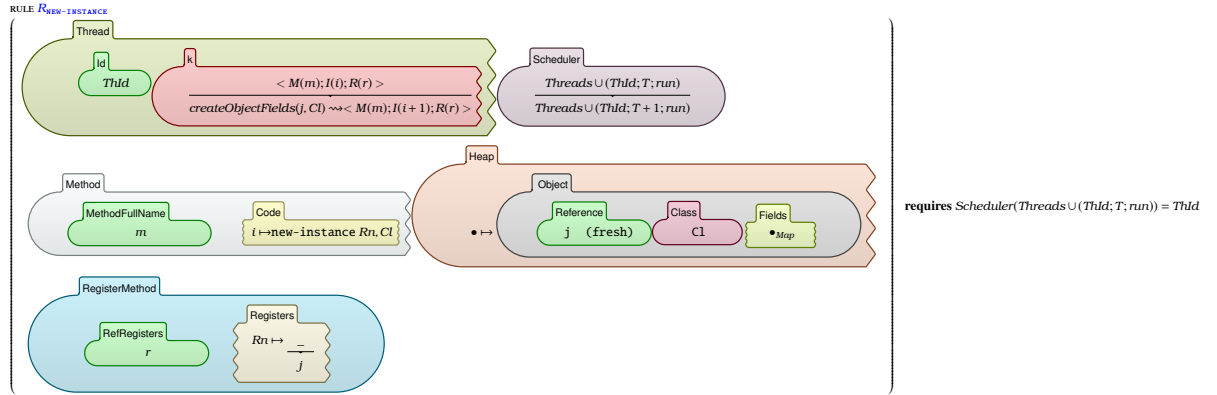 RULE R_NEW-INSTANCE
Thread
Id
ThId
k
< M(m); I(i); R(r) >
createObjectFields(j, Cl) ⤳ < M(m); I(i+1); R(r) >
Scheduler
Threads ∪ (ThId; T; run)
Threads ∪ (ThId; T+1; run)
Method
MethodFullName
m
Code
i ↦ new-instance Rn, Cl
Heap
• ↦
Object
Reference
j (fresh)
Class
Cl
Fields
•Map
requires Scheduler(Threads ∪ (ThId; T; run)) = ThId
RegisterMethod
RefRegisters
r
Registers
Rn ↦ _
j